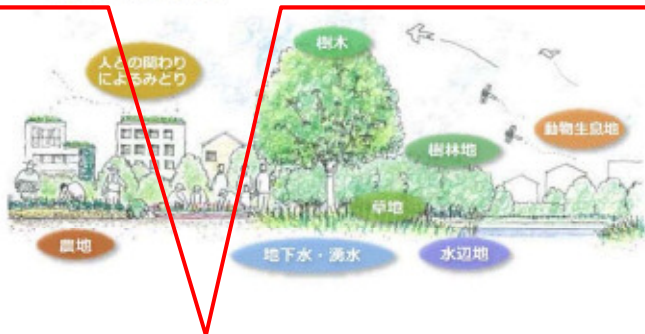 人との関わり
によるみどり
樹木
動物生息地
樹林地
草地
農地
地下水・湧水
水辺地